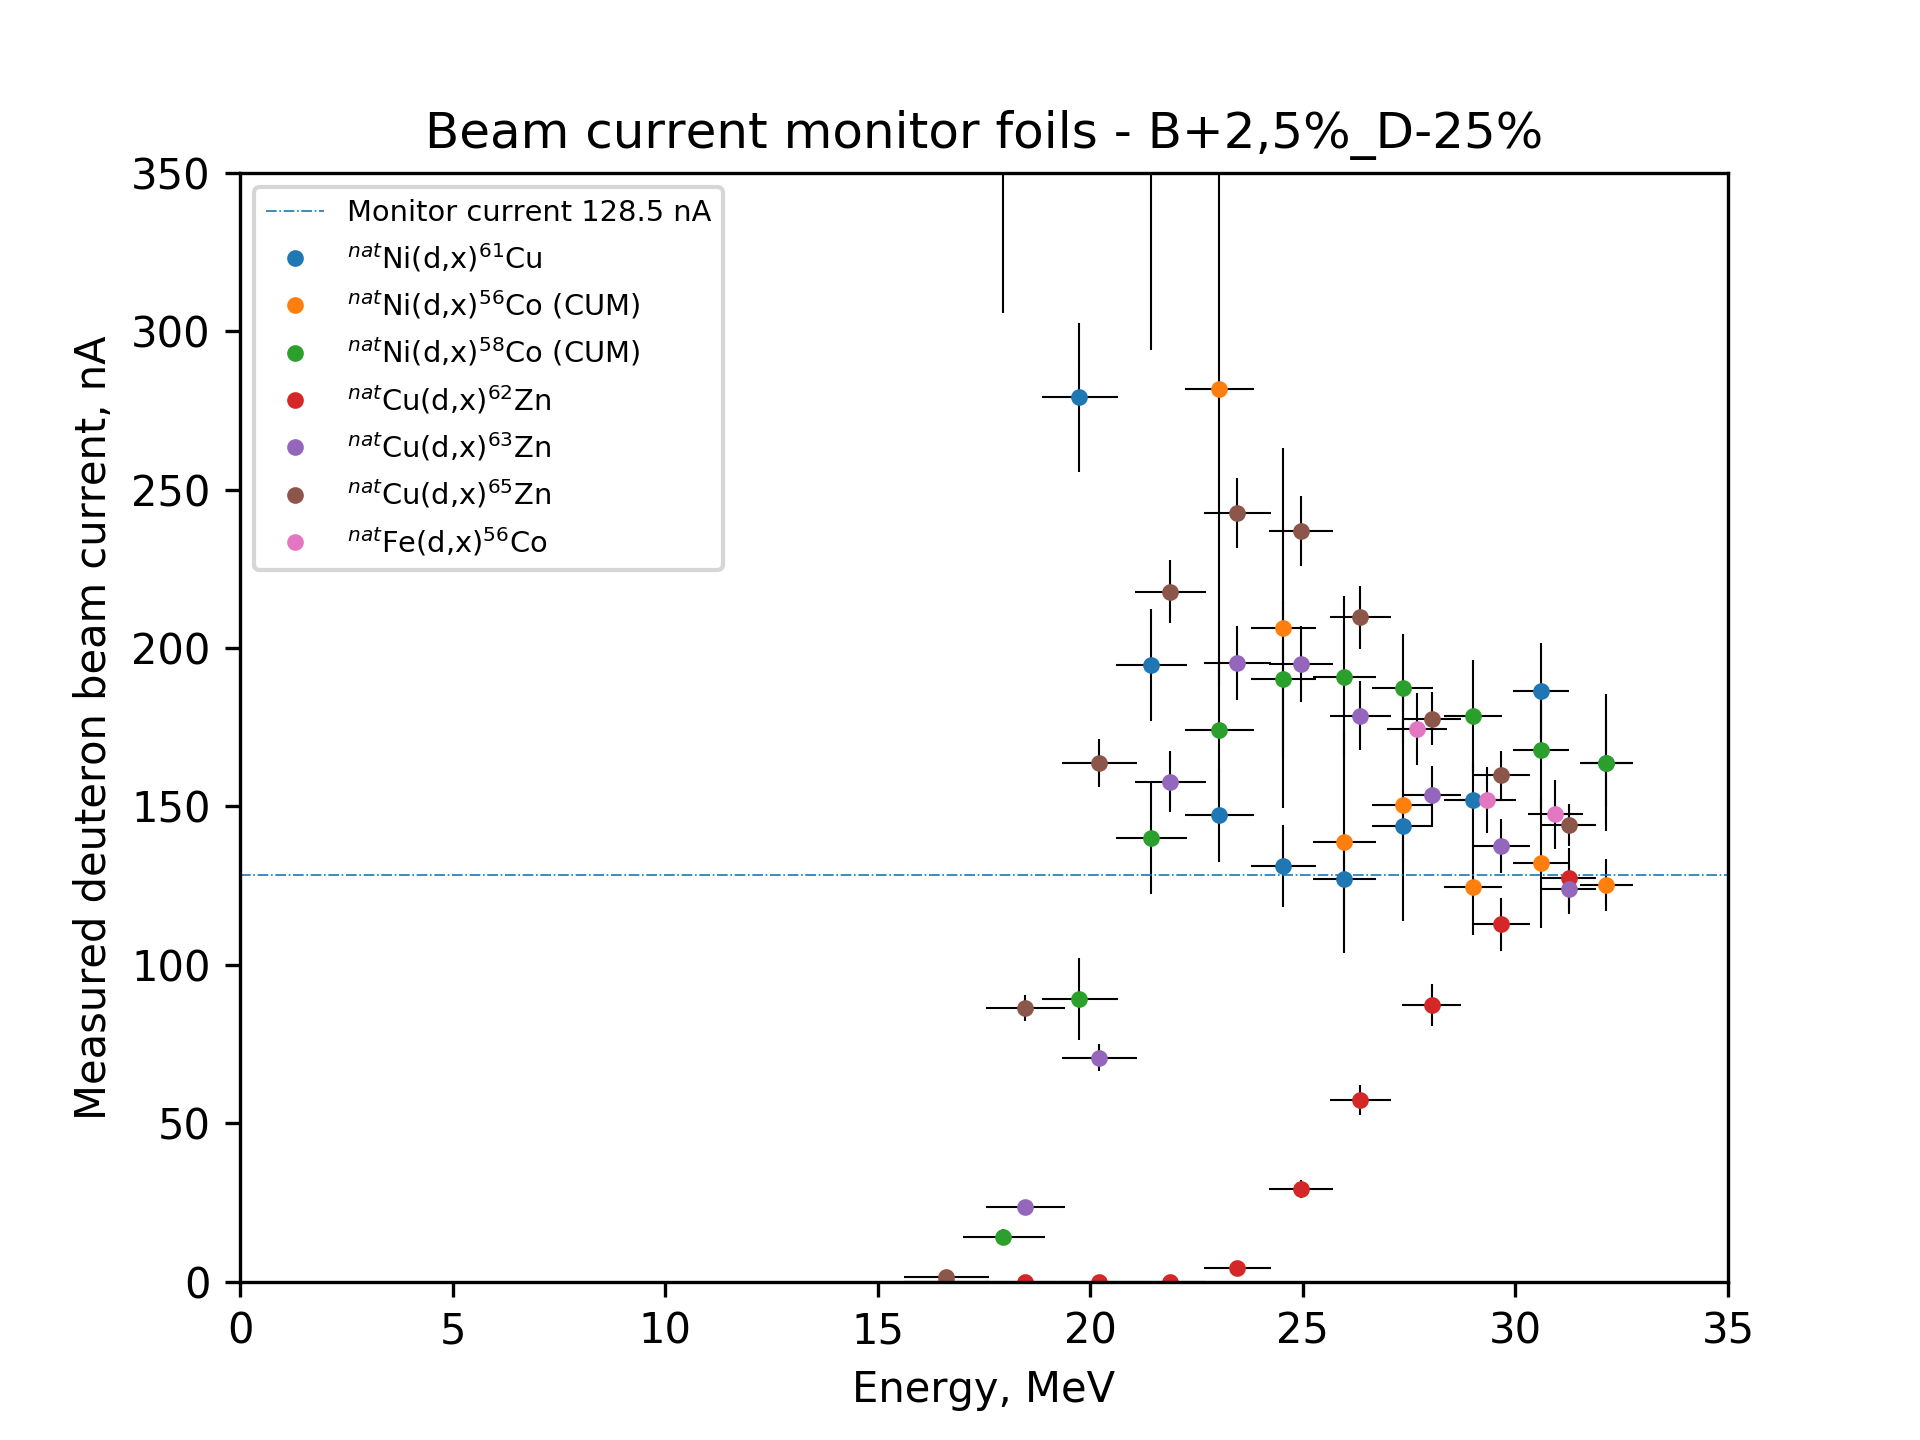 Beam current monitor foils - B+2,5%_D-25%
Measured deuteron beam current, nA
350
300
250
200
150
100
50
0
Monitor current 128.5 nA
natNi(d,x)61Cu
natNi(d,x)56Co (CUM)
natNi(d,x)58Co (CUM)
natCu(d,x)62Zn
natCu(d,x)63Zn
natCu(d,x)65Zn
natFe(d,x)56Co
0 5 10 15 20 25 30 35
Energy, MeV